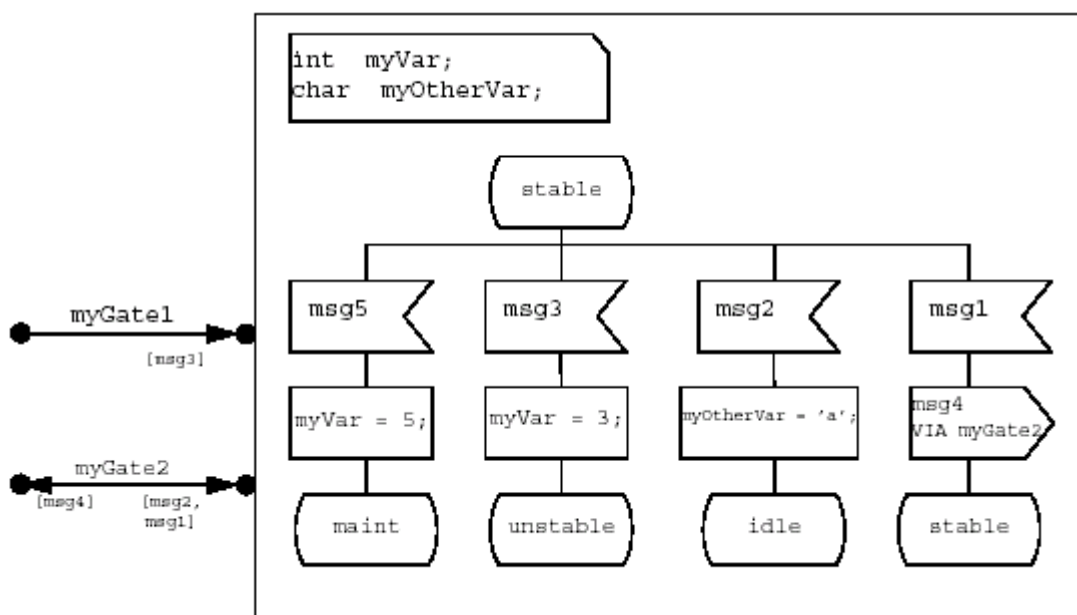 int myVar;
char myOtherVar;
stable
msg5 msg3 msg2 msg1
myGate1
[msg3]
myVar = 5; myVar = 3; myOtherVar = 'a'; msg4
VIA myGate2
myGate2
[msg4] [msg2,
msg1]
maint unstable idle stable